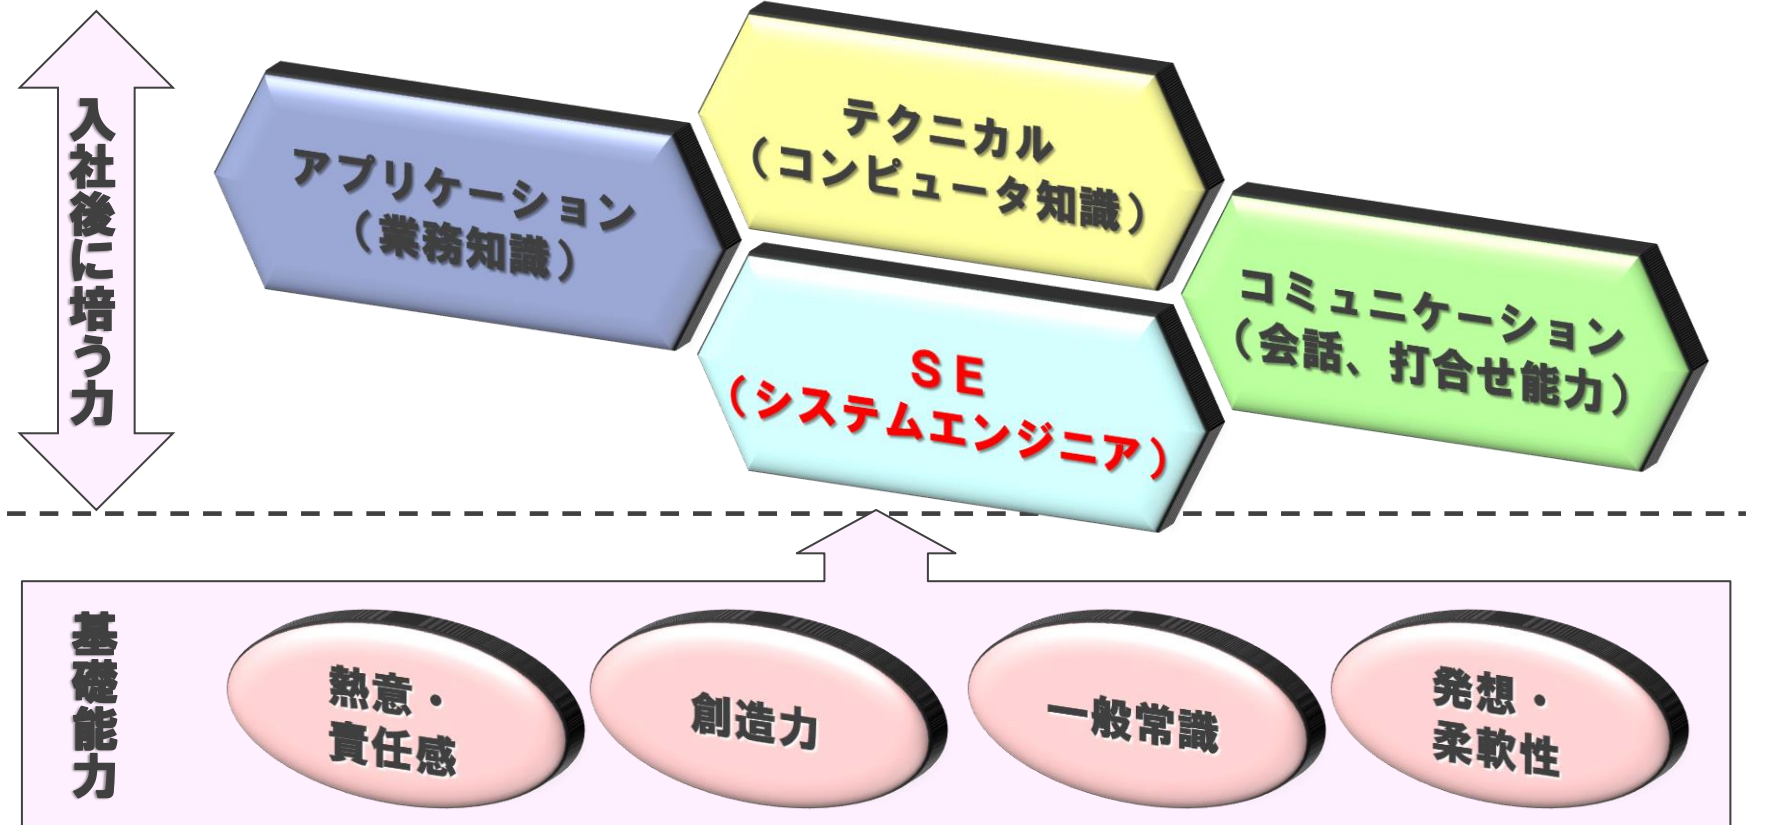 入社後に培う力
テクニカル
（コンピュータ知識）
アプリケーション
（業務知識）
コミュニケーション
（会話、打合せ能力）
ＳＥ
（システムエンジニア）
基礎能力
熱意・
責任感
創造力
一般常識
発想・
柔軟性